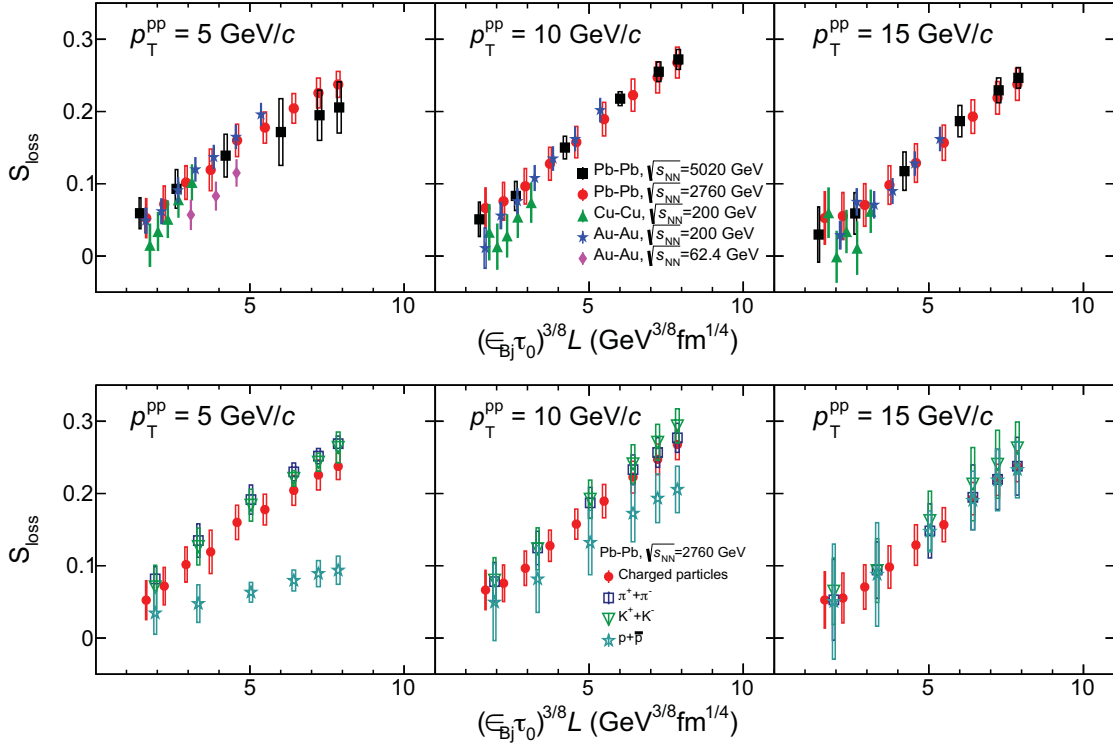 p_T^pp = 5 GeV/c
p_T^pp = 10 GeV/c
p_T^pp = 15 GeV/c
0.3
0.2
0.1
0
S_loss
Pb-Pb, √s_NN=5020 GeV
Pb-Pb, √s_NN=2760 GeV
Cu-Cu, √s_NN=200 GeV
Au-Au, √s_NN=200 GeV
Au-Au, √s_NN=62.4 GeV
5 10 5 10 5 10
(∈_Bj τ_0)^3/8 L (GeV^3/8 fm^1/4)
p_T^pp = 5 GeV/c
p_T^pp = 10 GeV/c
p_T^pp = 15 GeV/c
0.3
0.2
0.1
0
S_loss
Pb-Pb, √s_NN=2760 GeV
Charged particles
π⁺+π⁻
K⁺+K⁻
p+p̅
5 10 5 10 5 10
(∈_Bj τ_0)^3/8 L (GeV^3/8 fm^1/4)